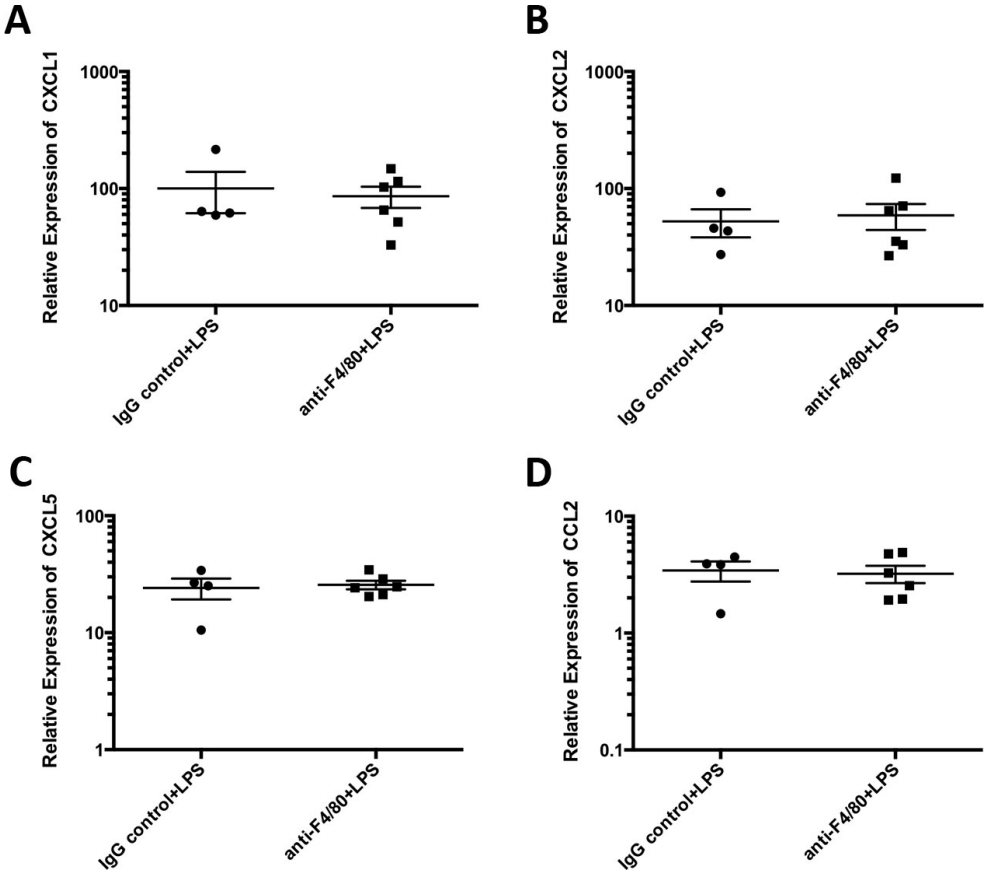 A
Relative Expression of CXCL1
1000
100
10
IgG control+LPS
anti-F4/80+LPS
B
Relative Expression of CXCL2
1000
100
10
IgG control+LPS
anti-F4/80+LPS
C
Relative Expression of CXCL5
100
10
1
IgG control+LPS
anti-F4/80+LPS
D
Relative Expression of CCL2
10
1
0.1
IgG control+LPS
anti-F4/80+LPS